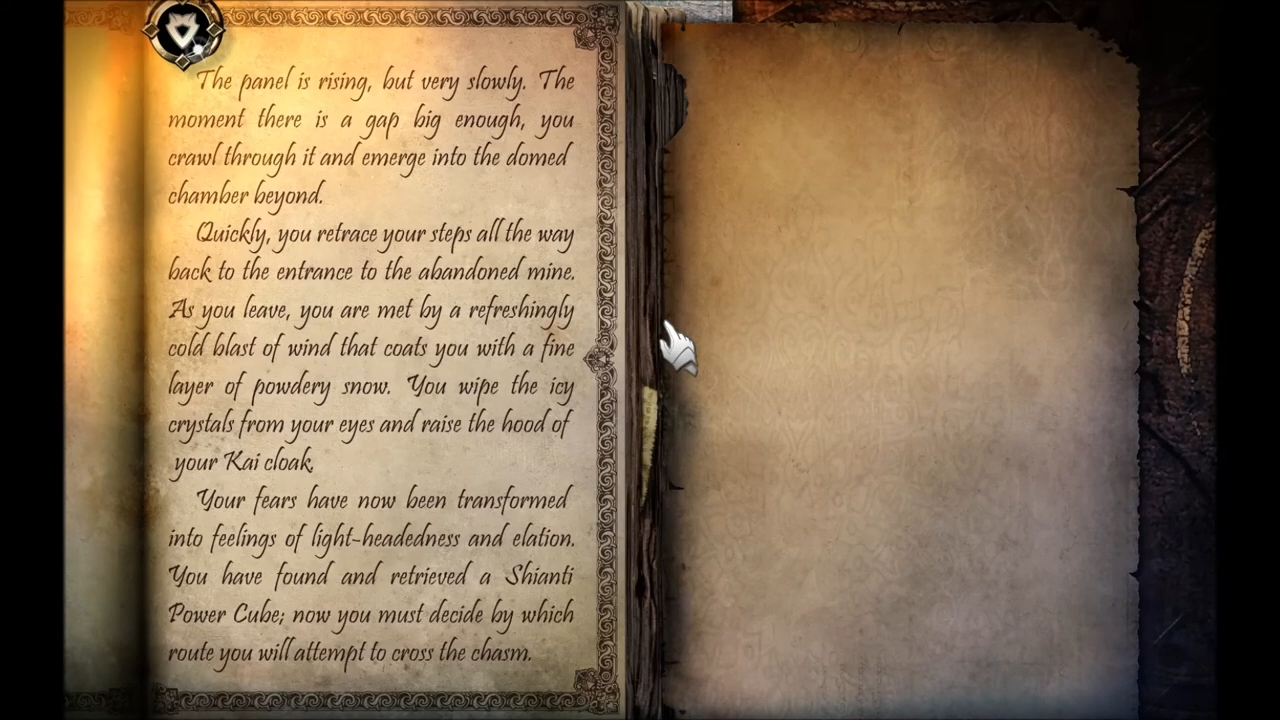 The panel is rising, but very slowly. The
moment there is a gap big enough, you
crawl through it and emerge into the domed
chamber beyond.
Quickly, you retrace your steps all the way
back to the entrance to the abandoned mine.
As you leave, you are met by a refreshingly
cold blast of wind that coats you with a fine
layer of powdery snow. You wipe the icy
crystals from your eyes and raise the hood of
your Kai cloak.
Your fears have now been transformed
into feelings of light-headedness and elation.
You have found and retrieved a Shianti
Power Cube; now you must decide by which
route you will attempt to cross the chasm.